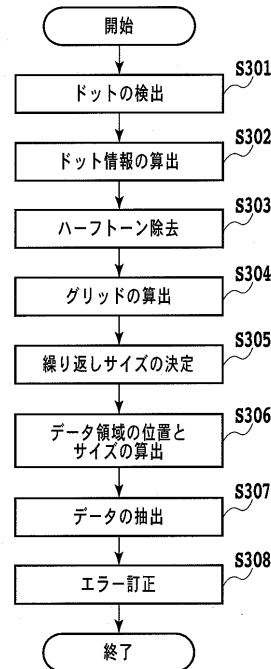 開始
S301
ドットの検出
S302
ドット情報の算出
S303
ハーフトーン除去
S304
グリッドの算出
S305
繰り返しサイズの決定
S306
データ領域の位置と
サイズの算出
S307
データの抽出
S308
エラー訂正
終了